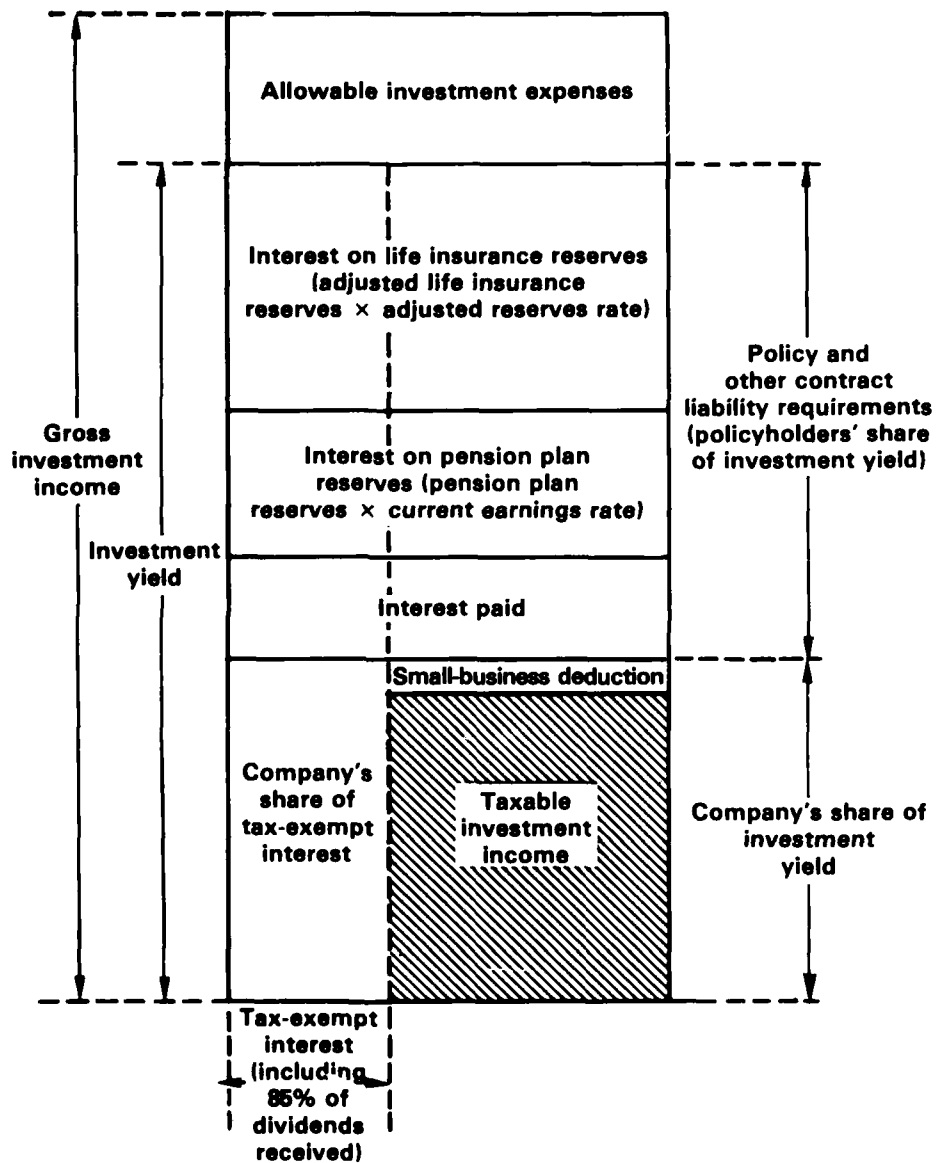 Allowable investment expenses
Interest on life insurance reserves
(adjusted life insurance
reserves × adjusted reserves rate)
Policy and
other contract
liability requirements
(policyholders' share
of investment yield)
Gross
investment
income
Interest on pension plan
reserves (pension plan
reserves × current earnings rate)
Investment
yield
Interest paid
Small-business deduction
Company's
share of
tax-exempt
interest
Taxable
investment
income
Company's share of
investment
yield
Tax-exempt
interest
(including
85% of
dividends
received)